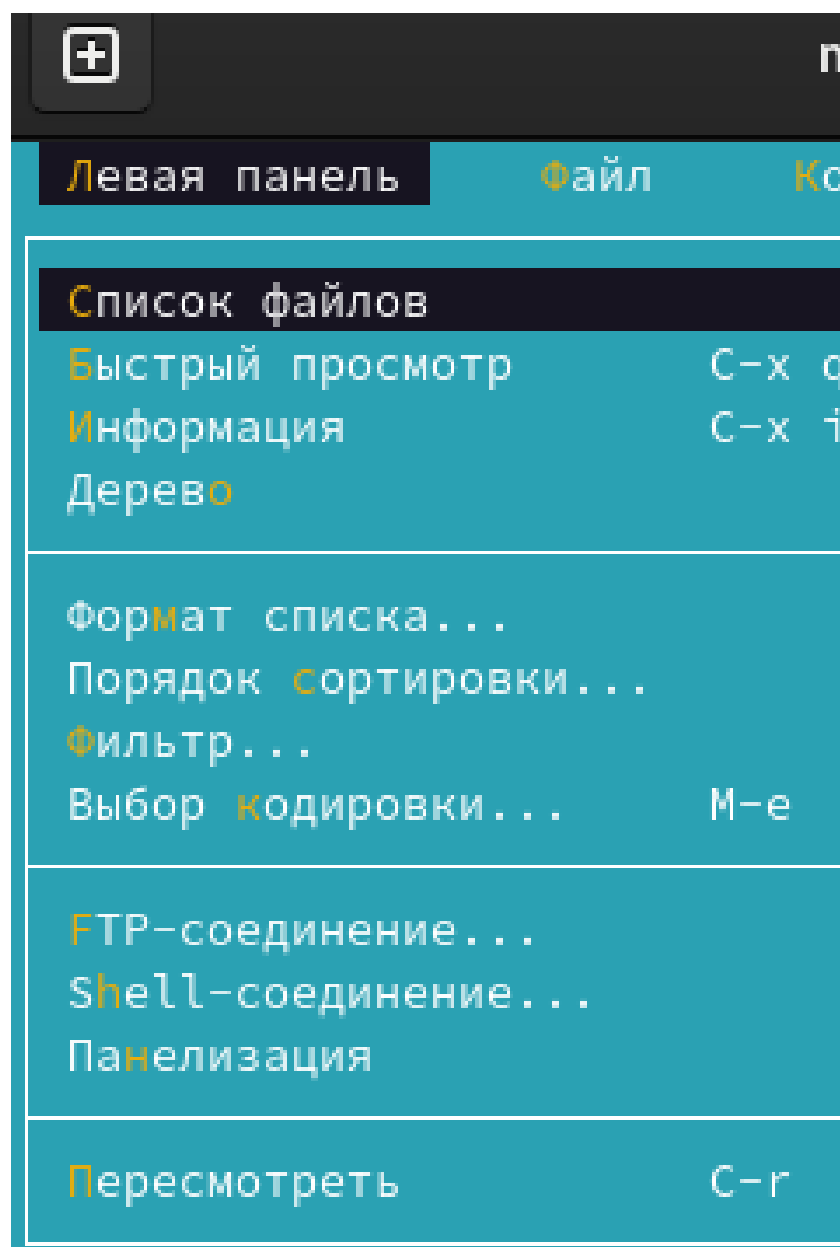 Левая панель Файл
Список файлов
Быстрый просмотр C-x
Информация C-x i
Дерево
Формат списка...
Порядок сортировки...
Фильтр...
Выбор кодировки... M-e
FTP-соединение...
Shell-соединение...
Панелизация
Пересмотреть C-r